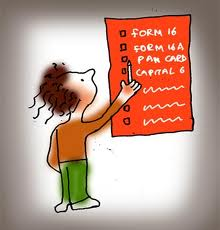 FORM 16
FORM 16A
PAN CARD
CAPITAL G